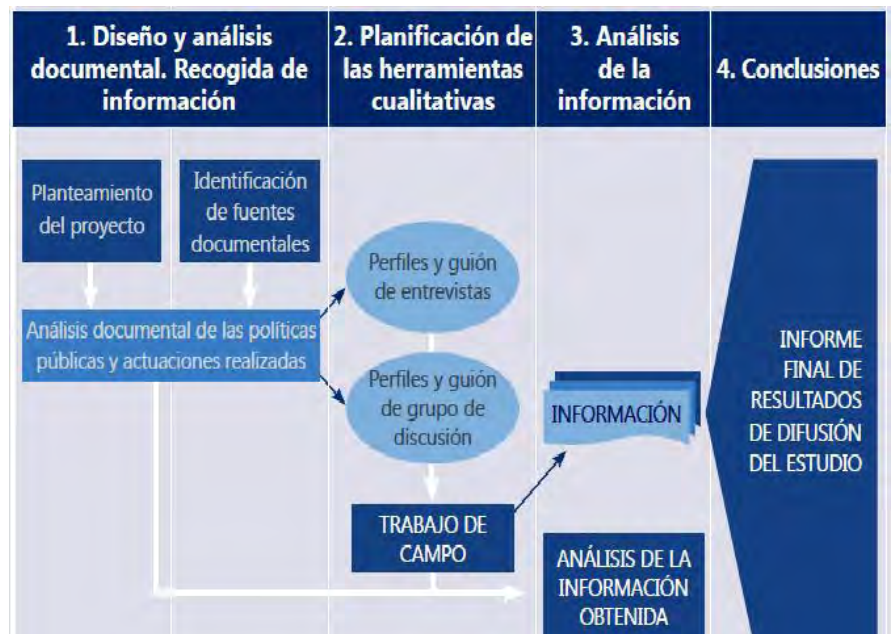 1. Diseño y análisis
documental. Recogida de
información
2. Planificación de
las herramientas
cualitativas
3. Análisis
de la
información
4. Conclusiones
Planteamiento
del proyecto
Identificación
de fuentes
documentales
Análisis documental de las políticas
públicas y actuaciones realizadas
Perfiles y guión
de entrevistas
Perfiles y guión
de grupo de
discusión
TRABAJO DE
CAMPO
INFORMACIÓN
ANÁLISIS DE LA
INFORMACIÓN
OBTENIDA
INFORME
FINAL DE
RESULTADOS
DE DIFUSIÓN
DEL ESTUDIO